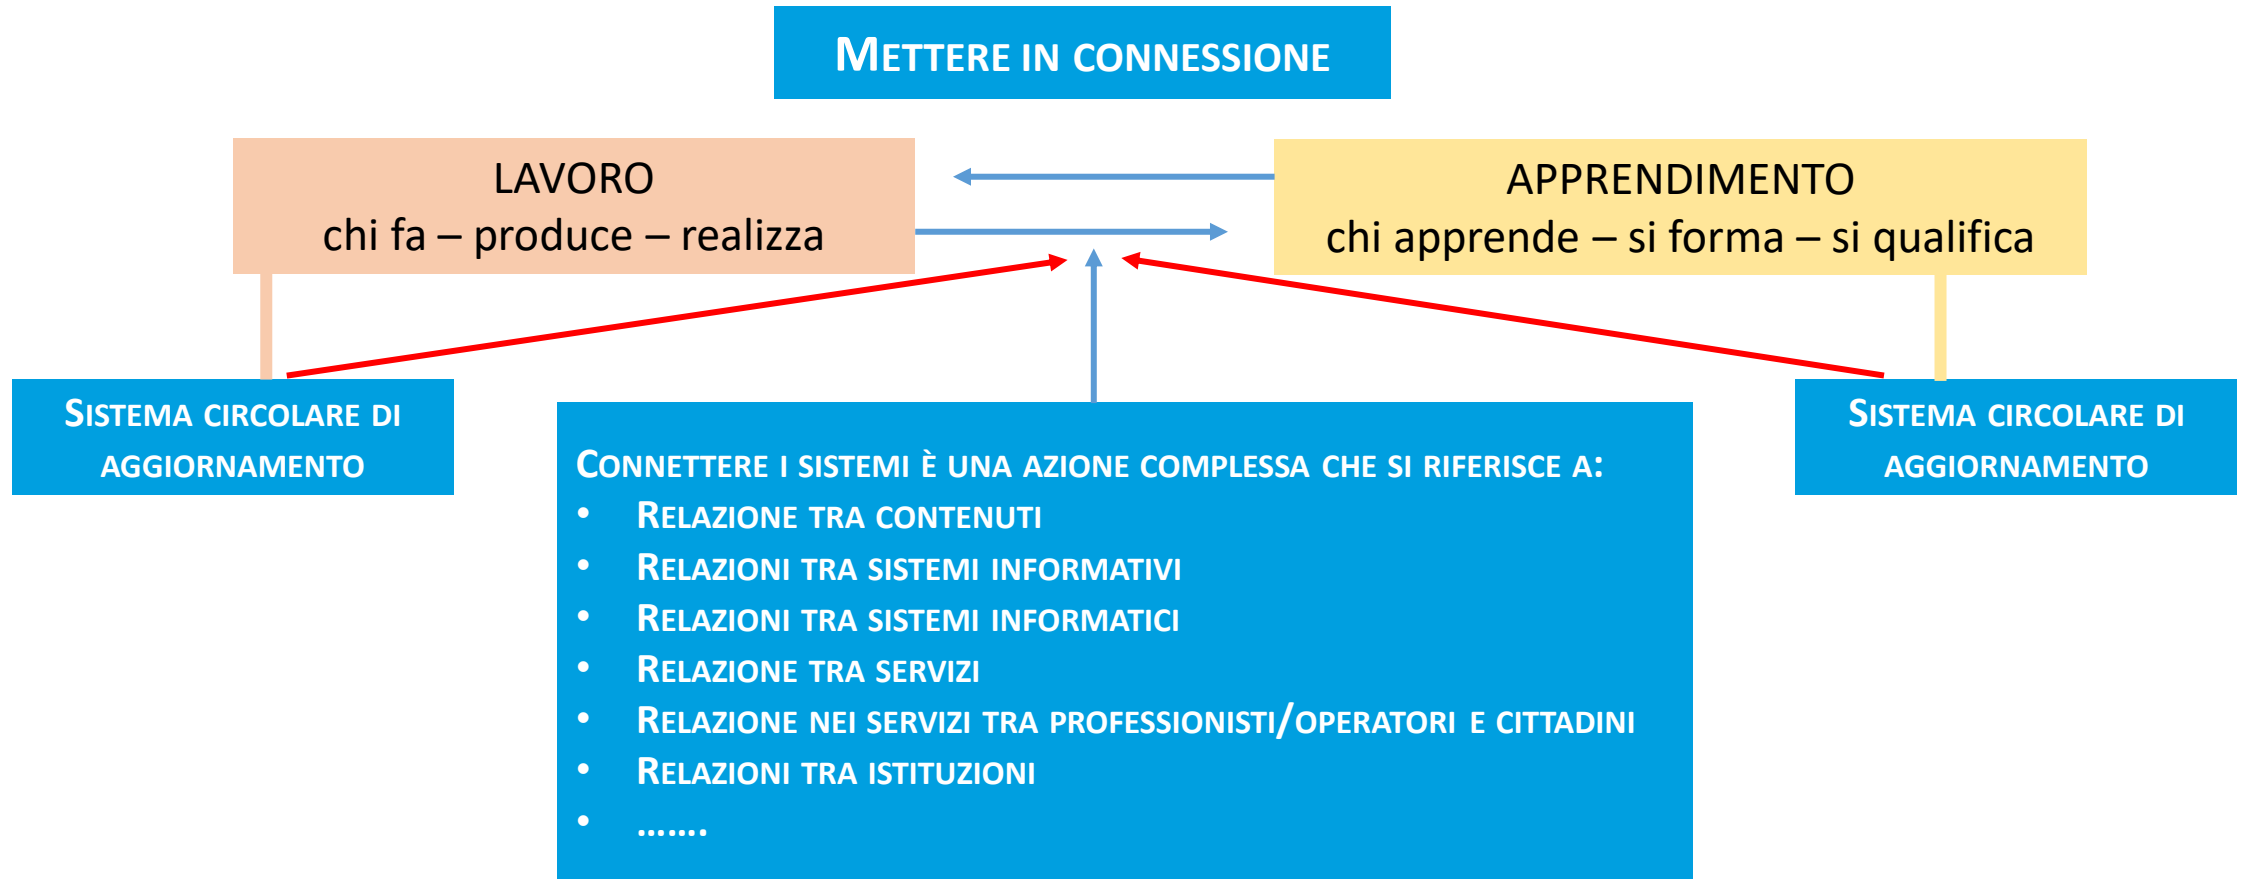 METTERE IN CONNESSIONE
LAVORO
chi fa – produce – realizza
APPRENDIMENTO
chi apprende – si forma – si qualifica
SISTEMA CIRCOLARE DI
AGGIORNAMENTO
CONNETTERE I SISTEMI È UNA AZIONE COMPLESSA CHE SI RIFERISCE A:
• RELAZIONE TRA CONTENUTI
• RELAZIONI TRA SISTEMI INFORMATIVI
• RELAZIONI TRA SISTEMI INFORMATICI
• RELAZIONE TRA SERVIZI
• RELAZIONE NEI SERVIZI TRA PROFESSIONISTI/OPERATORI E CITTADINI
• RELAZIONI TRA ISTITUZIONI
• …….
SISTEMA CIRCOLARE DI
AGGIORNAMENTO